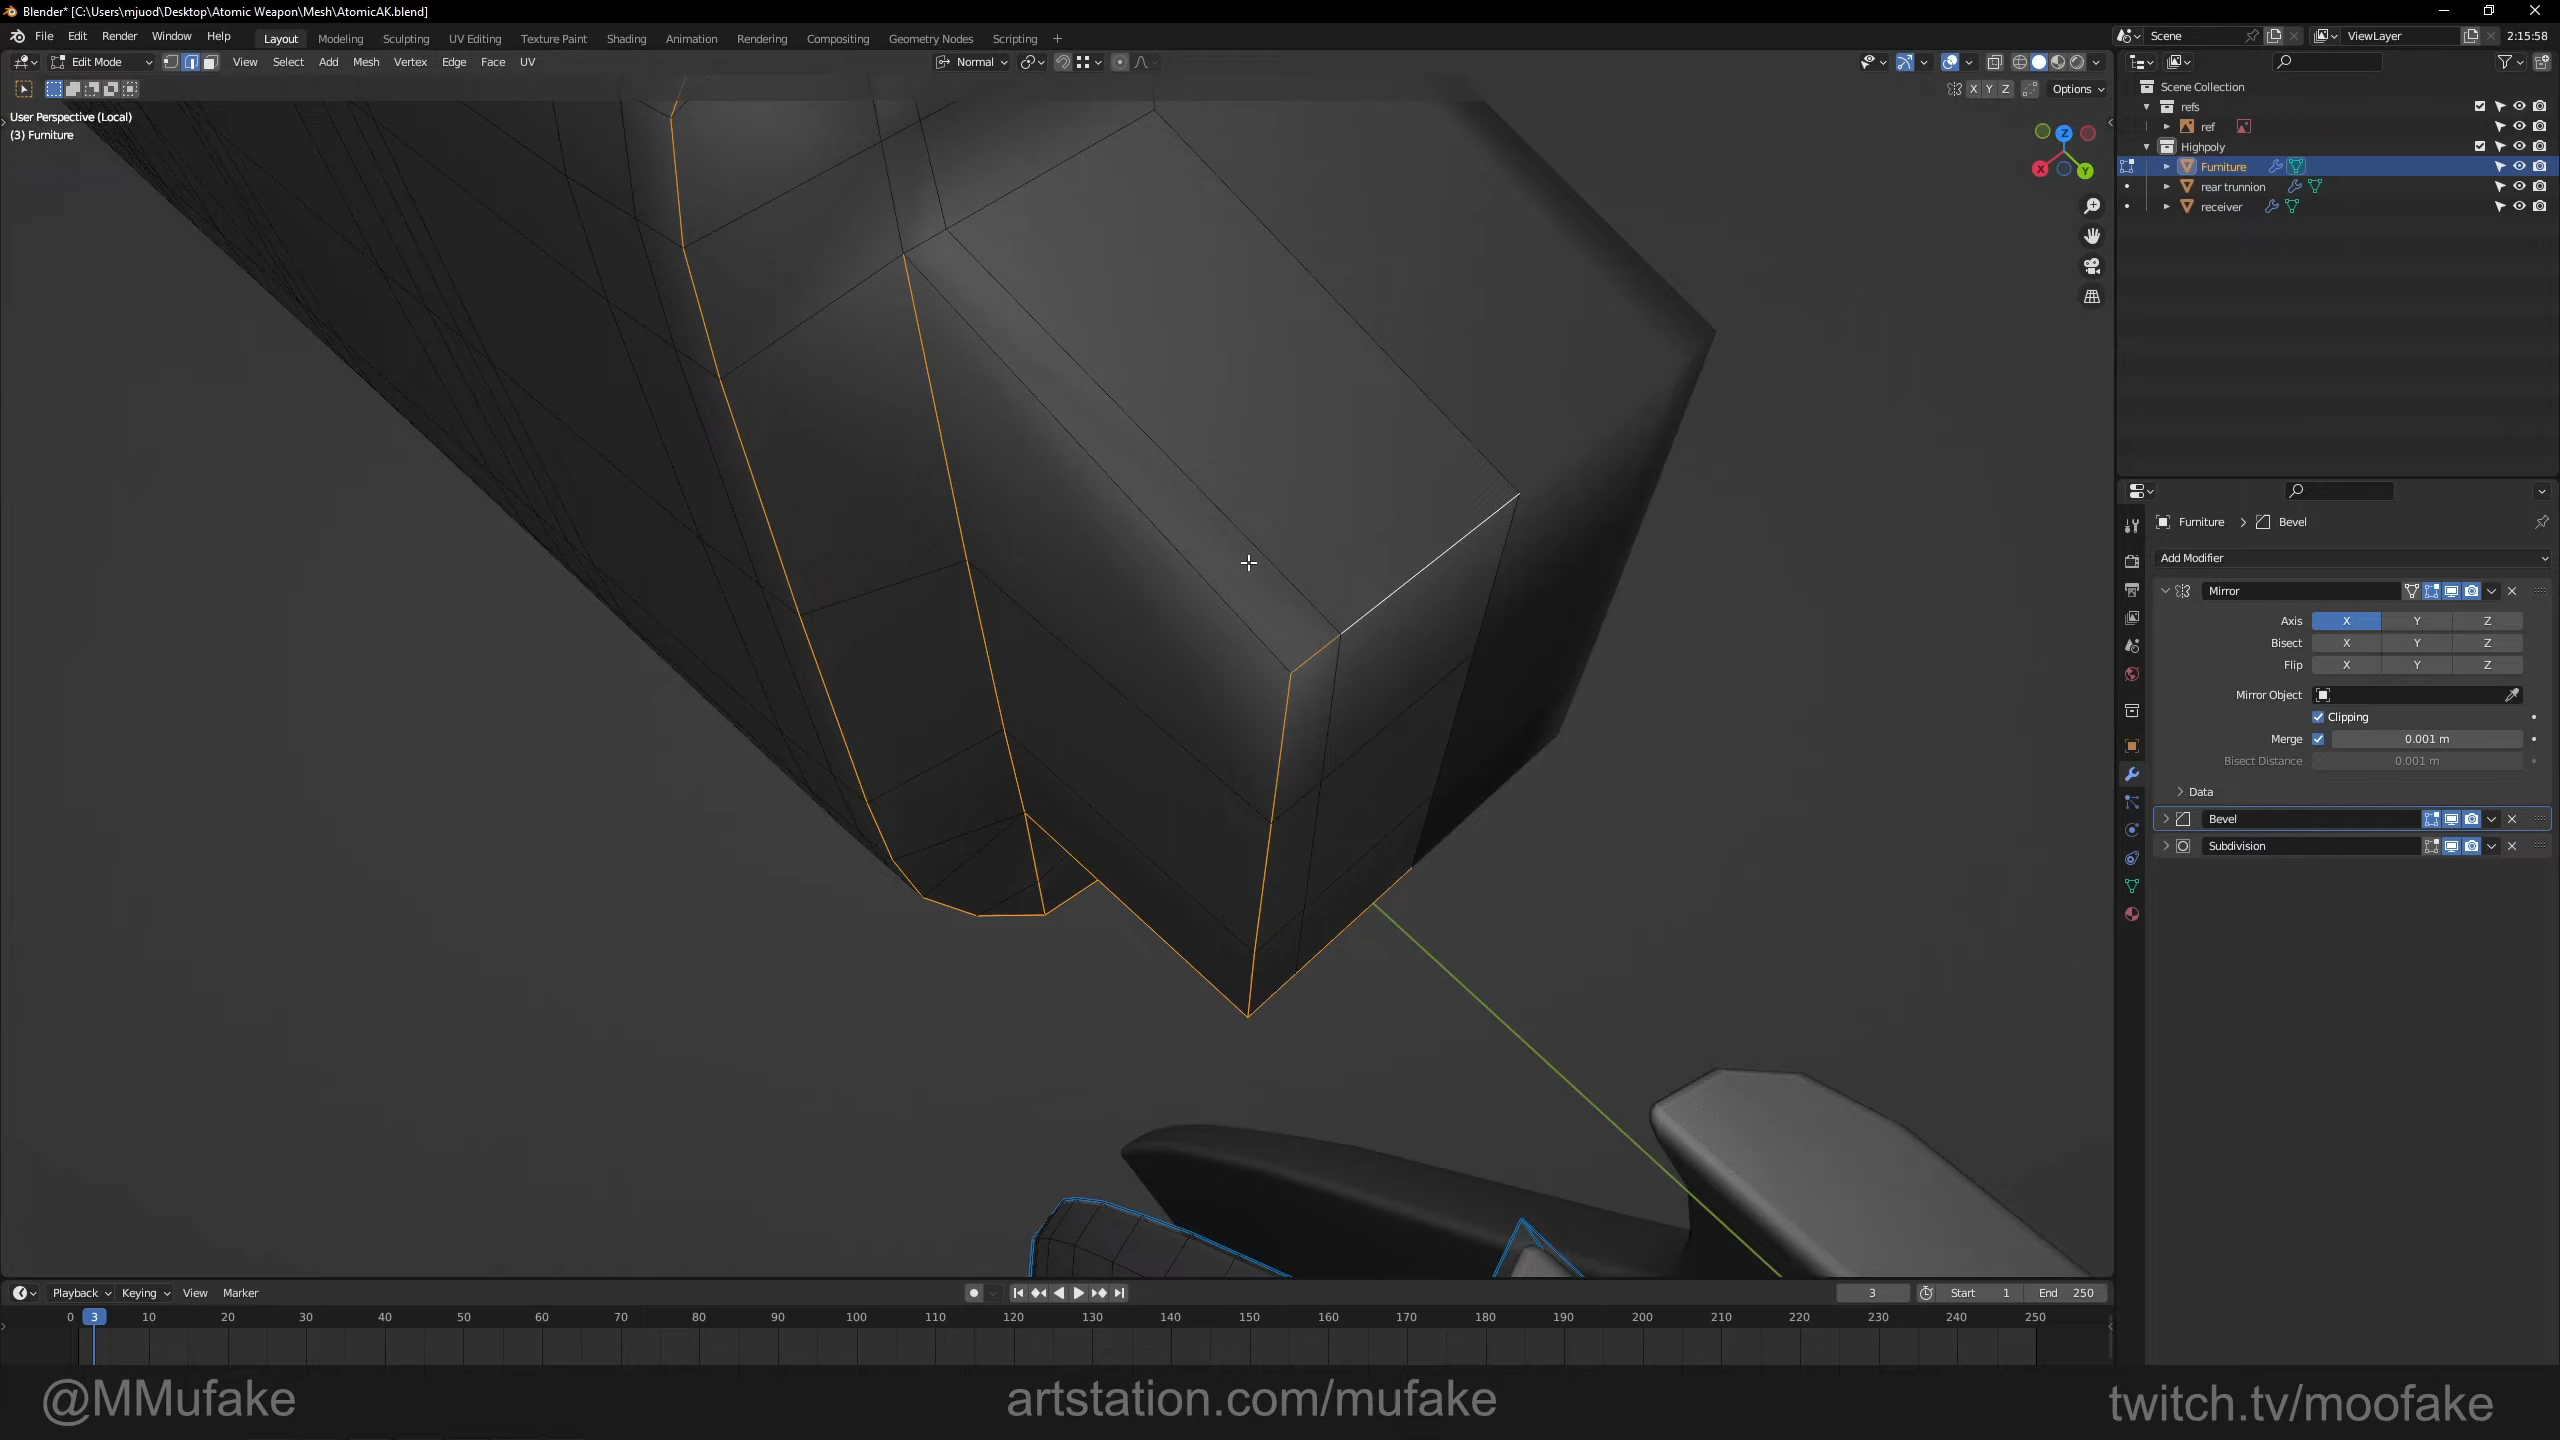 Blender* [C:\Users\mjuod\Desktop\Atomic Weapon\Mesh\AtomicAK.blend]
File Edit Render Window Help Layout Modeling Sculpting UV Editing Texture Paint Shading Animation Rendering Compositing Geometry Nodes Scripting + Scene ViewLayer 2:15:58
Edit Mode View Select Add Mesh Vertex Edge Face UV Normal
X Y Z Options
User Perspective (Local)
(3) Furniture
Z
X Y
Scene Collection
refs
ref
Highpoly
Furniture
rear trunnion
receiver
Furniture > Bevel
Add Modifier
Mirror
Axis X Y Z
Bisect X Y Z
Flip X Y Z
Mirror Object
Clipping
Merge 0.001 m
Bisect Distance 0.001 m
Data
Bevel
Subdivision
Playback Keying View Marker 3 Start 1 End 250
0 3 10 20 30 40 50 60 70 80 90 100 110 120 130 140 150 160 170 180 190 200 210 220 230 240 250
@MMufake artstation.com/mufake twitch.tv/moofake